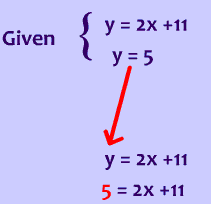 y = 2x +11
Given { y = 5
y = 2x +11
5 = 2x +11